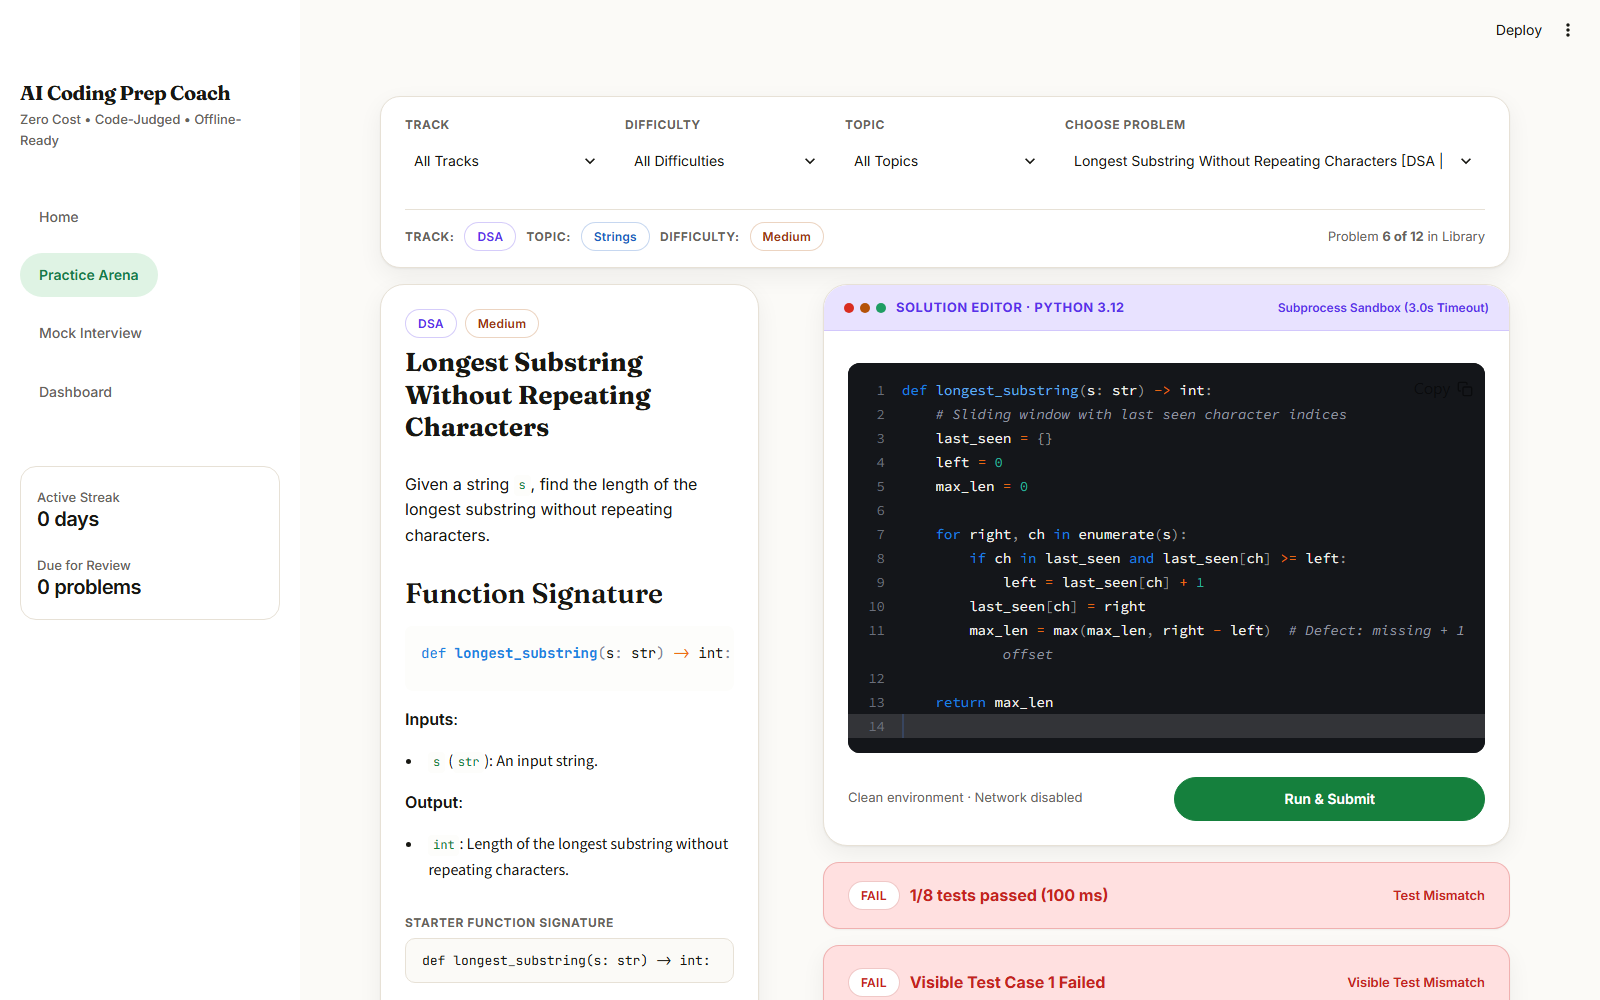 Deploy
AI Coding Prep Coach
Zero Cost • Code-Judged • Offline-
Ready
Home
Practice Arena
Mock Interview
Dashboard
Active Streak
0 days
Due for Review
0 problems
TRACK
DIFFICULTY
TOPIC
CHOOSE PROBLEM
All Tracks
All Difficulties
All Topics
Longest Substring Without Repeating Characters [DSA |
TRACK: DSA TOPIC: Strings DIFFICULTY: Medium
Problem 6 of 12 in Library
DSA Medium
Longest Substring
Without Repeating
Characters
Given a string s , find the length of the
longest substring without repeating
characters.
Function Signature
def longest_substring(s: str) -> int:
Inputs:
• s ( str ): An input string.
Output:
• int : Length of the longest substring without
repeating characters.
STARTER FUNCTION SIGNATURE
def longest_substring(s: str) -> int:
SOLUTION EDITOR · PYTHON 3.12
Subprocess Sandbox (3.0s Timeout)
Copy
1 def longest_substring(s: str) -> int:
2     # Sliding window with last seen character indices
3     last_seen = {}
4     left = 0
5     max_len = 0
6
7     for right, ch in enumerate(s):
8         if ch in last_seen and last_seen[ch] >= left:
9             left = last_seen[ch] + 1
10         last_seen[ch] = right
11         max_len = max(max_len, right - left)  # Defect: missing + 1
offset
12
13     return max_len
14
Clean environment · Network disabled
Run & Submit
FAIL 1/8 tests passed (100 ms)
Test Mismatch
FAIL Visible Test Case 1 Failed
Visible Test Mismatch